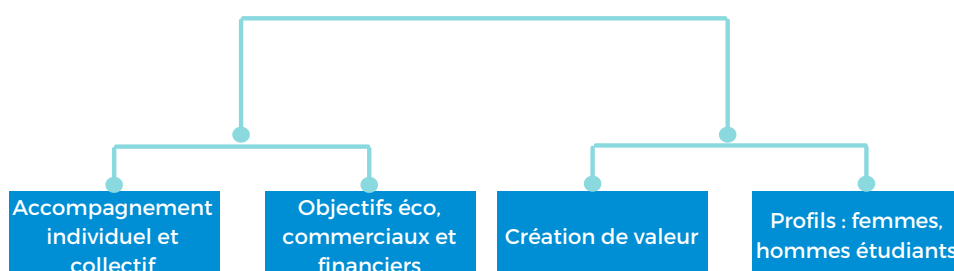 Accompagnement
individuel et
collectif
Objectifs éco,
commerciaux et
financiers
Création de valeur
Profils : femmes,
hommes étudiants